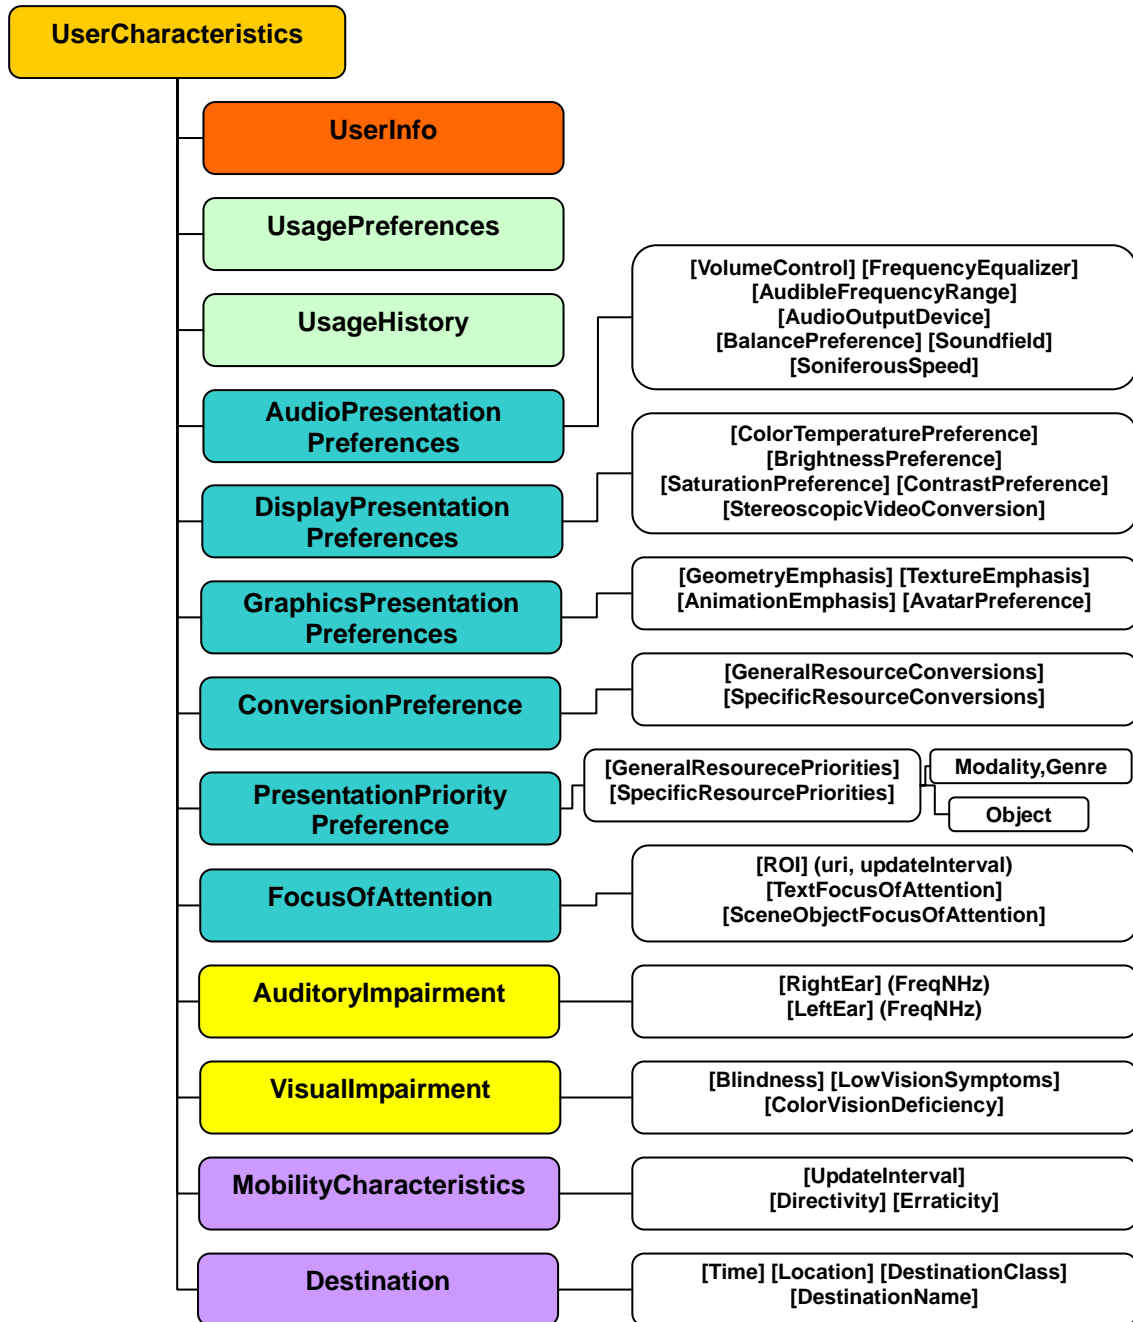 UserCharacteristics
UserInfo
UsagePreferences
UsageHistory
[VolumeControl] [FrequencyEqualizer]
[AudibleFrequencyRange]
[AudioOutputDevice]
[BalancePreference] [Soundfield]
[SoniferousSpeed]
AudioPresentation
Preferences
[ColorTemperaturePreference]
[BrightnessPreference]
[SaturationPreference] [ContrastPreference]
[StereoscopicVideoConversion]
DisplayPresentation
Preferences
[GeometryEmphasis] [TextureEmphasis]
[AnimationEmphasis] [AvatarPreference]
GraphicsPresentation
Preferences
[GeneralResourceConversions]
[SpecificResourceConversions]
ConversionPreference
[GeneralResourecePriorities]
[SpecificResourcePriorities]
Modality,Genre
Object
PresentationPriority
Preference
[ROI] (uri, updateInterval)
[TextFocusOfAttention]
[SceneObjectFocusOfAttention]
FocusOfAttention
AuditoryImpairment
[RightEar] (FreqNHz)
[LeftEar] (FreqNHz)
VisualImpairment
[Blindness] [LowVisionSymptoms]
[ColorVisionDeficiency]
MobilityCharacteristics
[UpdateInterval]
[Directivity] [Erraticity]
Destination
[Time] [Location] [DestinationClass]
[DestinationName]